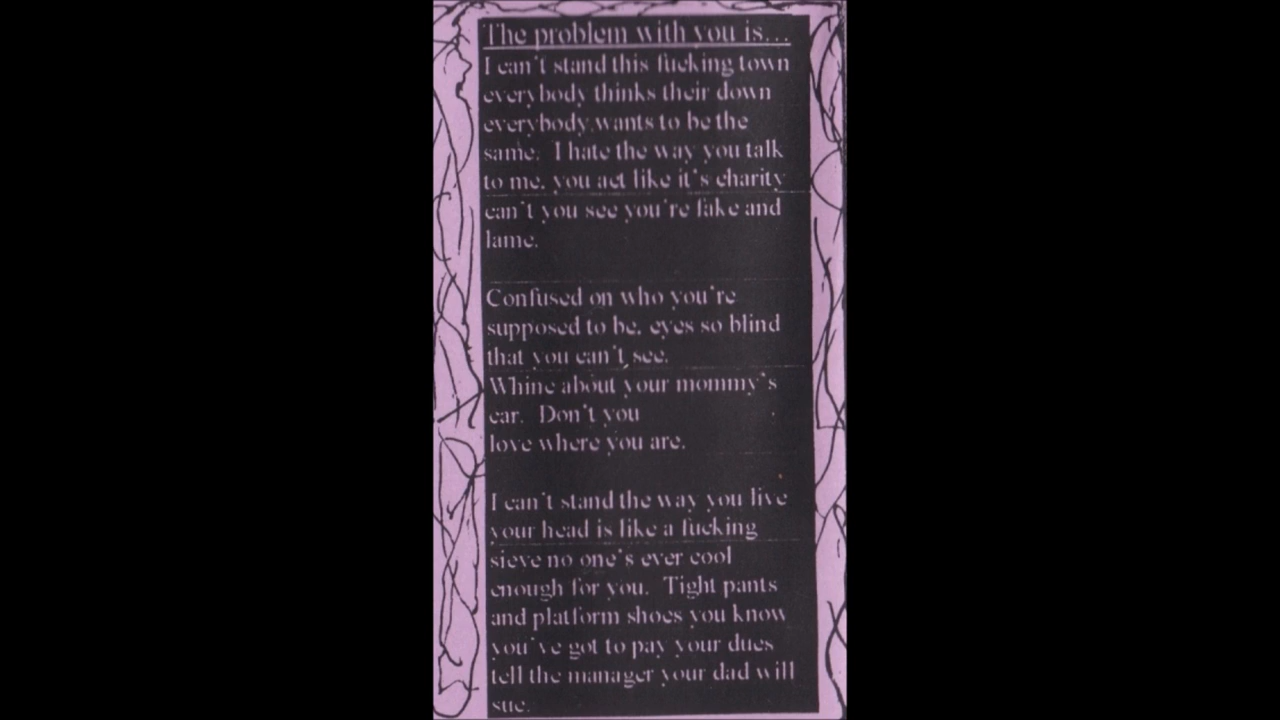 The problem with you is...
I can't stand this fucking town
everybody thinks their down
everybody wants to be the
same.  I hate the way you talk
to me, you act like it's charity
can't you see you're fake and
lame.
Confused on who you're
supposed to be, eyes so blind
that you can't see.
Whine about your mommy's
car.  Don't you
love where you are.
I can't stand the way you live
your head is like a fucking
sieve no one's ever cool
enough for you.  Tight pants
and platform shoes you know
you've got to pay your dues
tell the manager your dad will
sue.